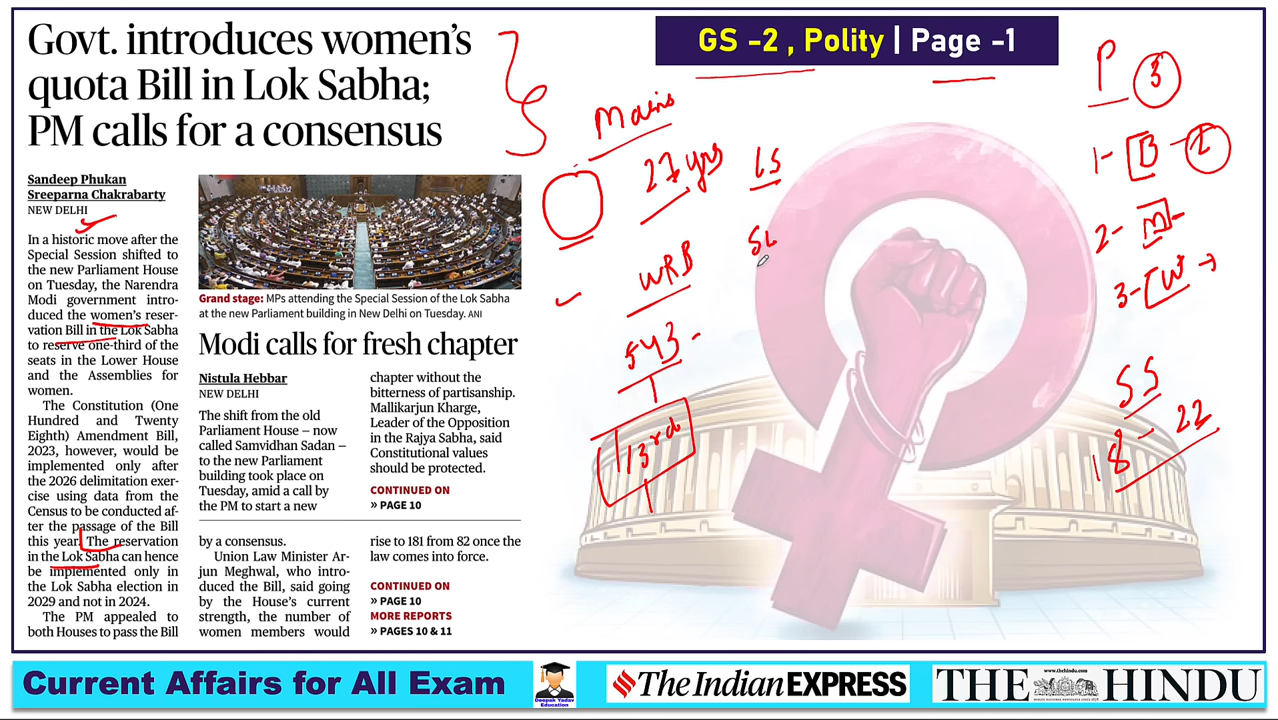 Govt. introduces women's
quota Bill in Lok Sabha;
PM calls for a consensus
Sandeep Phukan
Sreeparna Chakrabarty
NEW DELHI
In a historic move after the
Special Session shifted to
the new Parliament House
on Tuesday, the Narendra
Modi government intro-
duced the women's reser-
vation Bill in the Lok Sabha
to reserve one-third of the
seats in the Lower House
and the Assemblies for
women.
The Constitution (One
Hundred and Twenty
Eighth) Amendment Bill,
2023, however, would be
implemented only after
the 2026 delimitation exer-
cise using data from the
Census to be conducted af-
ter the passage of the Bill
this year. The reservation
in the Lok Sabha can hence
be implemented only in
the Lok Sabha election in
2029 and not in 2024.
The PM appealed to
both Houses to pass the Bill
Grand stage: MPs attending the Special Session of the Lok Sabha
at the new Parliament building in New Delhi on Tuesday. ANI
Modi calls for fresh chapter
Nistula Hebbar
NEW DELHI
The shift from the old
Parliament House – now
called Samvidhan Sadan –
to the new Parliament
building took place on
Tuesday, amid a call by
the PM to start a new
chapter without the
bitterness of partisanship.
Mallikarjun Kharge,
Leader of the Opposition
in the Rajya Sabha, said
Constitutional values
should be protected.
CONTINUED ON
» PAGE 10
by a consensus.
Union Law Minister Ar-
jun Meghwal, who intro-
duced the Bill, said going
by the House's current
strength, the number of
women members would
rise to 181 from 82 once the
law comes into force.
CONTINUED ON
» PAGE 10
MORE REPORTS
» PAGES 10 & 11
GS -2 , Polity | Page -1
Mains
27 yrs
WRB
543 -
1/3rd
LS
SL
P 3
1- B - L
2- M -
3- W
SS
18 - 22
Current Affairs for All Exam
Deepak Yadav
Education
The Indian EXPRESS
www.thehindu.com
THE HINDU